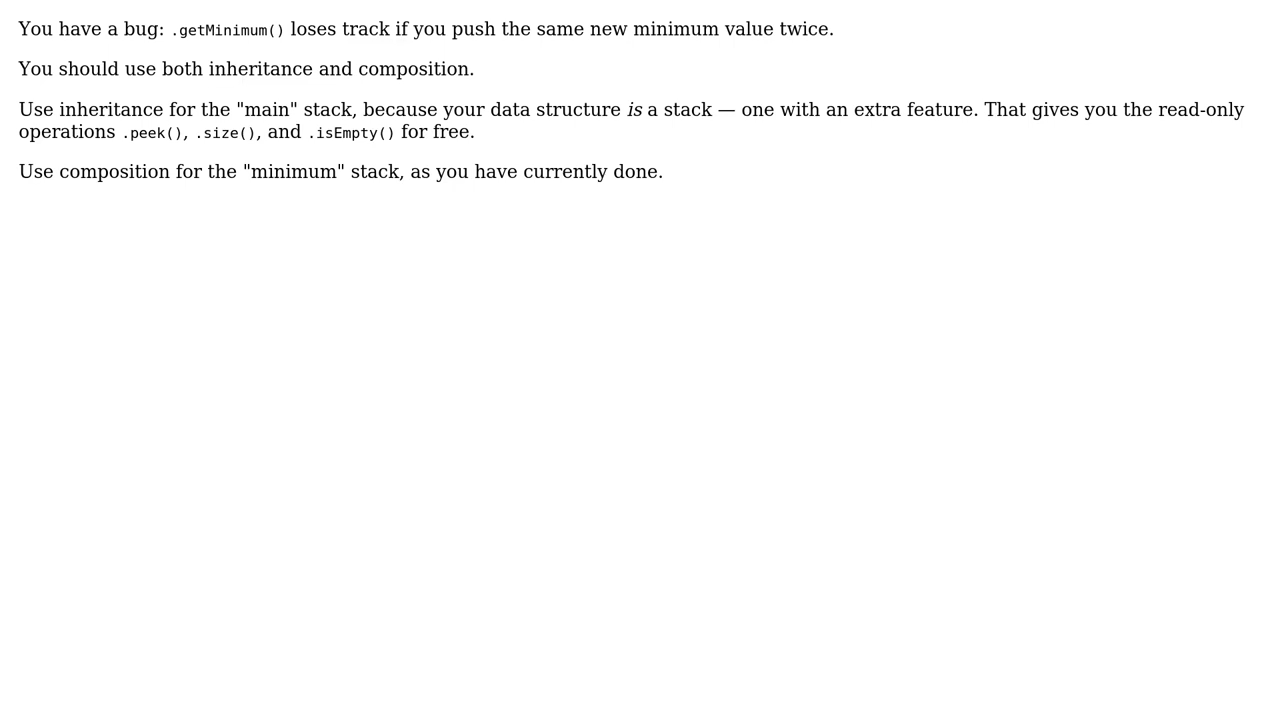 You have a bug: .getMinimum() loses track if you push the same new minimum value twice.
You should use both inheritance and composition.
Use inheritance for the "main" stack, because your data structure is a stack — one with an extra feature. That gives you the read-only
operations .peek(), .size(), and .isEmpty() for free.
Use composition for the "minimum" stack, as you have currently done.